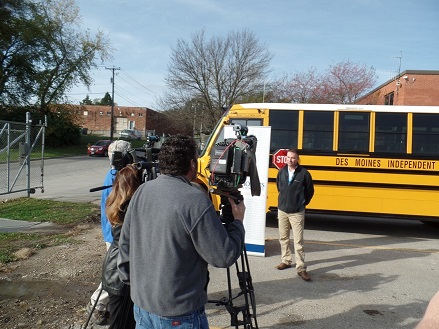 STOP
DES MOINES INDEPENDENT